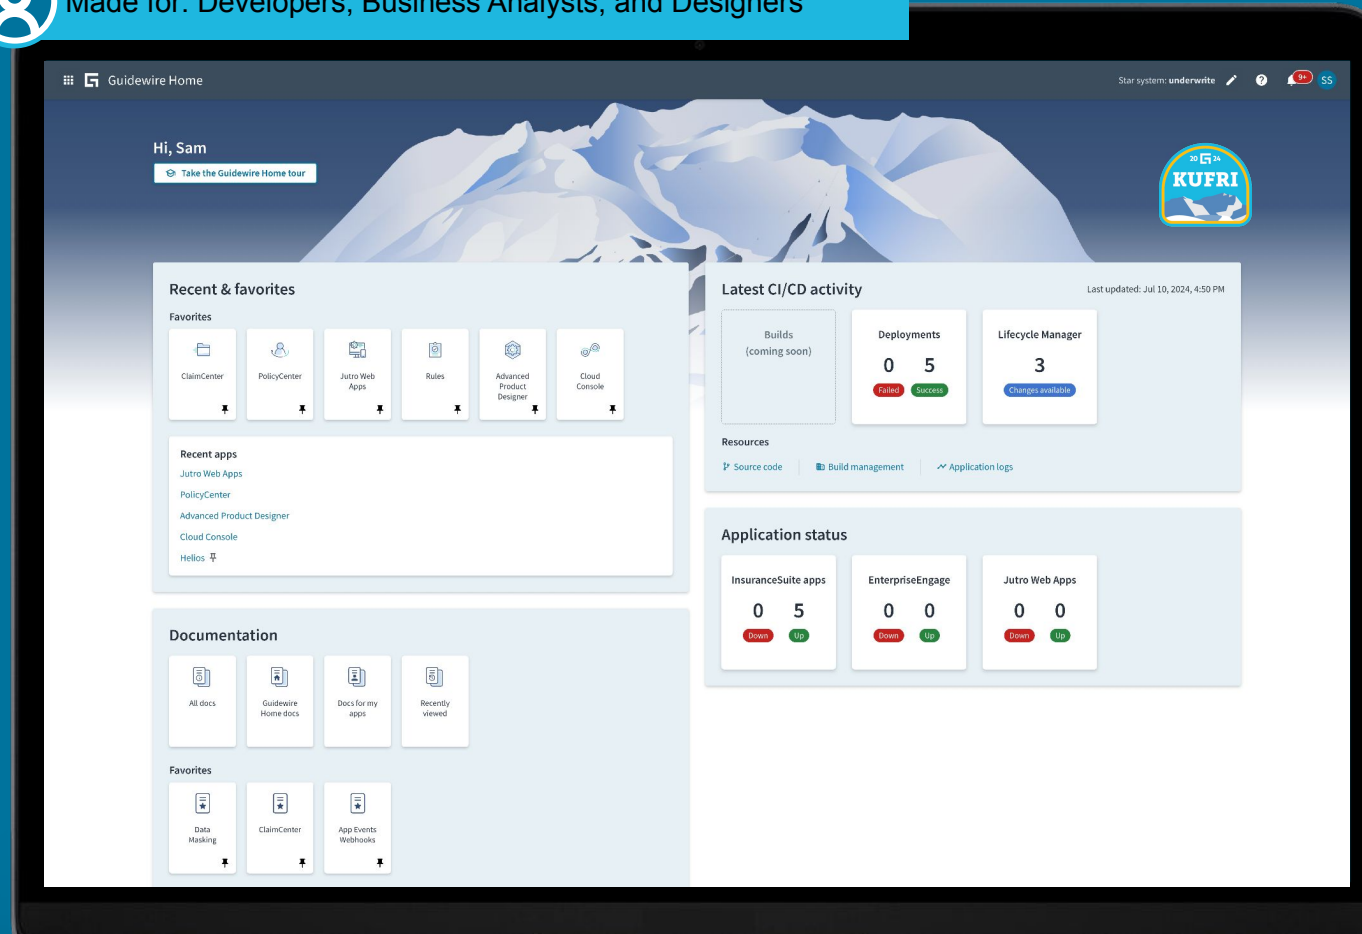 Made for: Developers, Business Analysts, and Designers
Guidewire Home
Star system: underwrite
9+
SS
Hi, Sam
Take the Guidewire Home tour
20 24
KUFRI
Recent & favorites
Favorites
ClaimCenter
PolicyCenter
Jutro Web
Apps
Rules
Advanced
Product
Designer
Cloud
Console
Recent apps
Jutro Web Apps
PolicyCenter
Advanced Product Designer
Cloud Console
Helios
Latest CI/CD activity
Last updated: Jul 10, 2024, 4:50 PM
Builds
(coming soon)
Deployments
0 5
Failed Success
Lifecycle Manager
3
Changes available
Resources
Source code
Build management
Application logs
Application status
InsuranceSuite apps
0 5
Down Up
EnterpriseEngage
0 0
Down Up
Jutro Web Apps
0 0
Down Up
Documentation
All docs
Guidewire
Home docs
Docs for my
apps
Recently
viewed
Favorites
Data
Masking
ClaimCenter
App Events
Webhooks